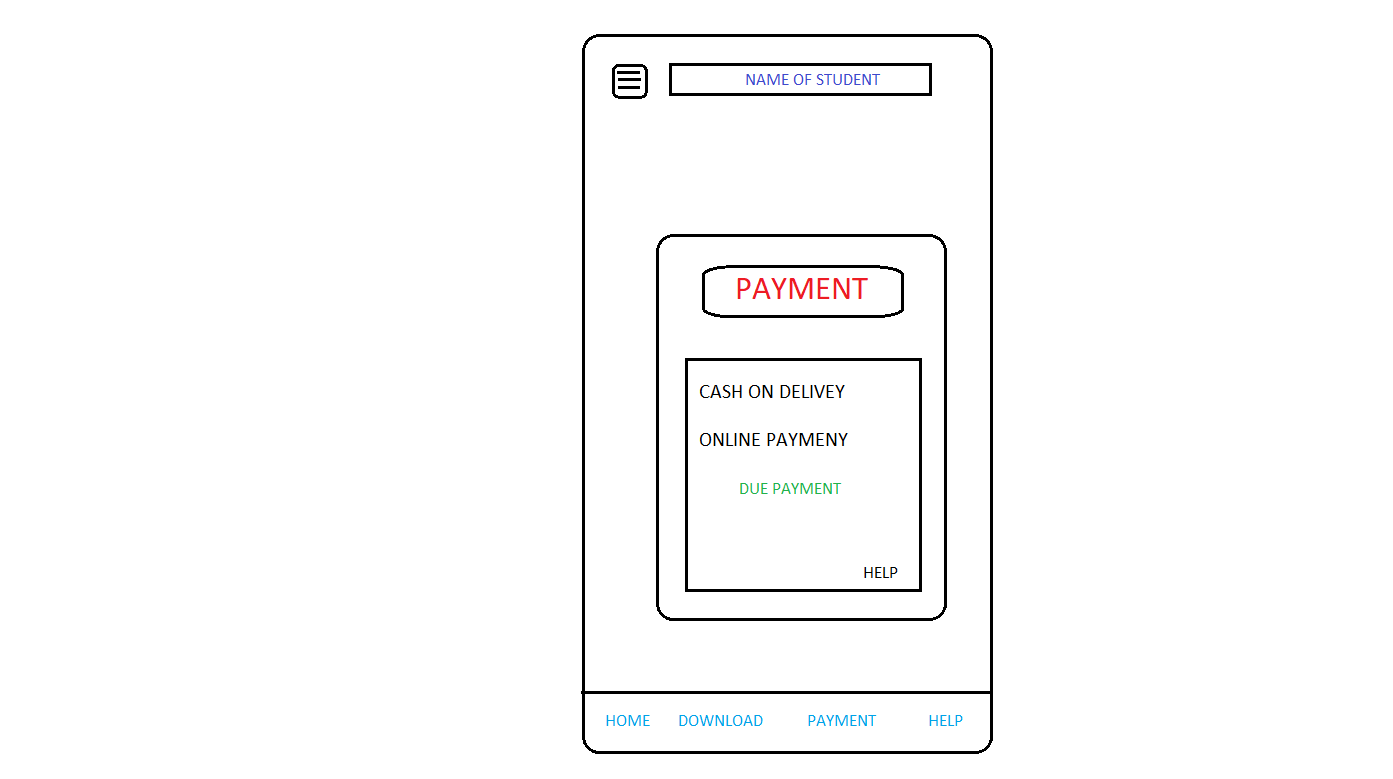 NAME OF STUDENT
PAYMENT
CASH ON DELIVEY
ONLINE PAYMENY
DUE PAYMENT
HELP
HOME DOWNLOAD PAYMENT HELP